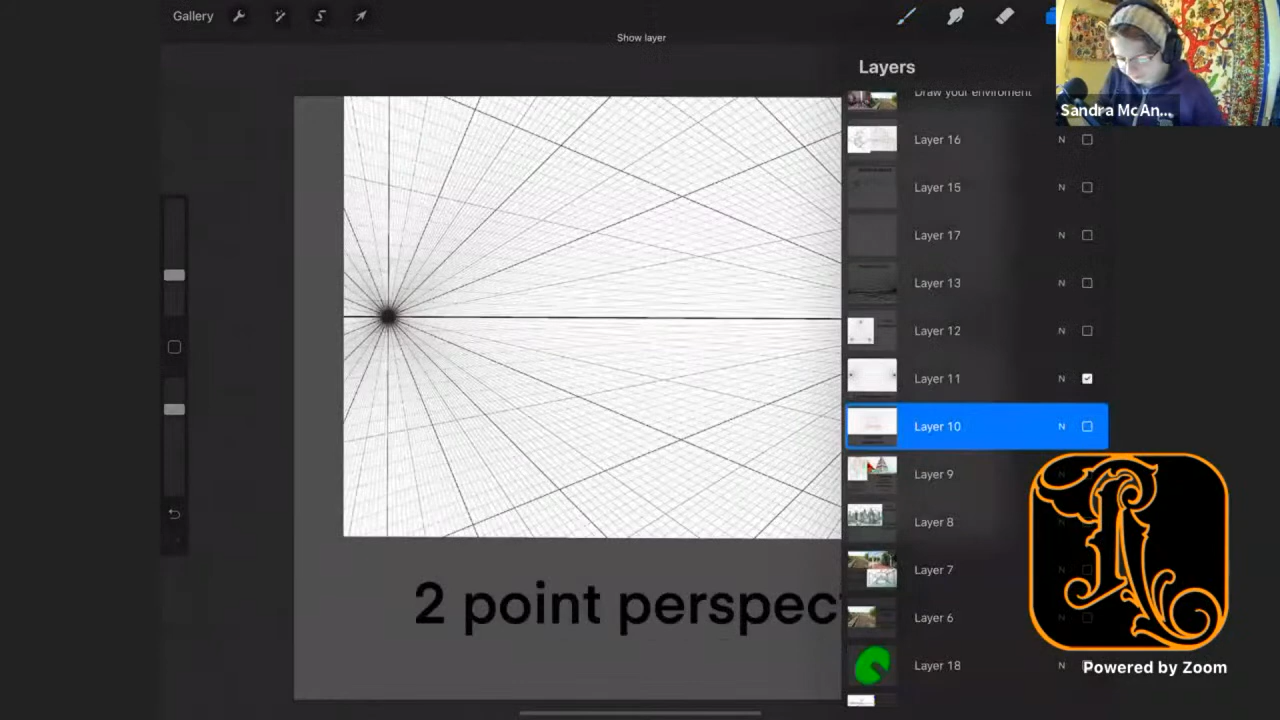 Gallery
Show layer
Layers
Sandra McAn...
Draw your enviroment
Layer 16 N
Layer 15 N
Layer 17 N
Layer 13 N
Layer 12 N
Layer 11 N
Layer 10 N
Layer 9 N
Layer 8
Layer 7
Layer 6
Layer 18 N
2 point perspect
Powered by Zoom